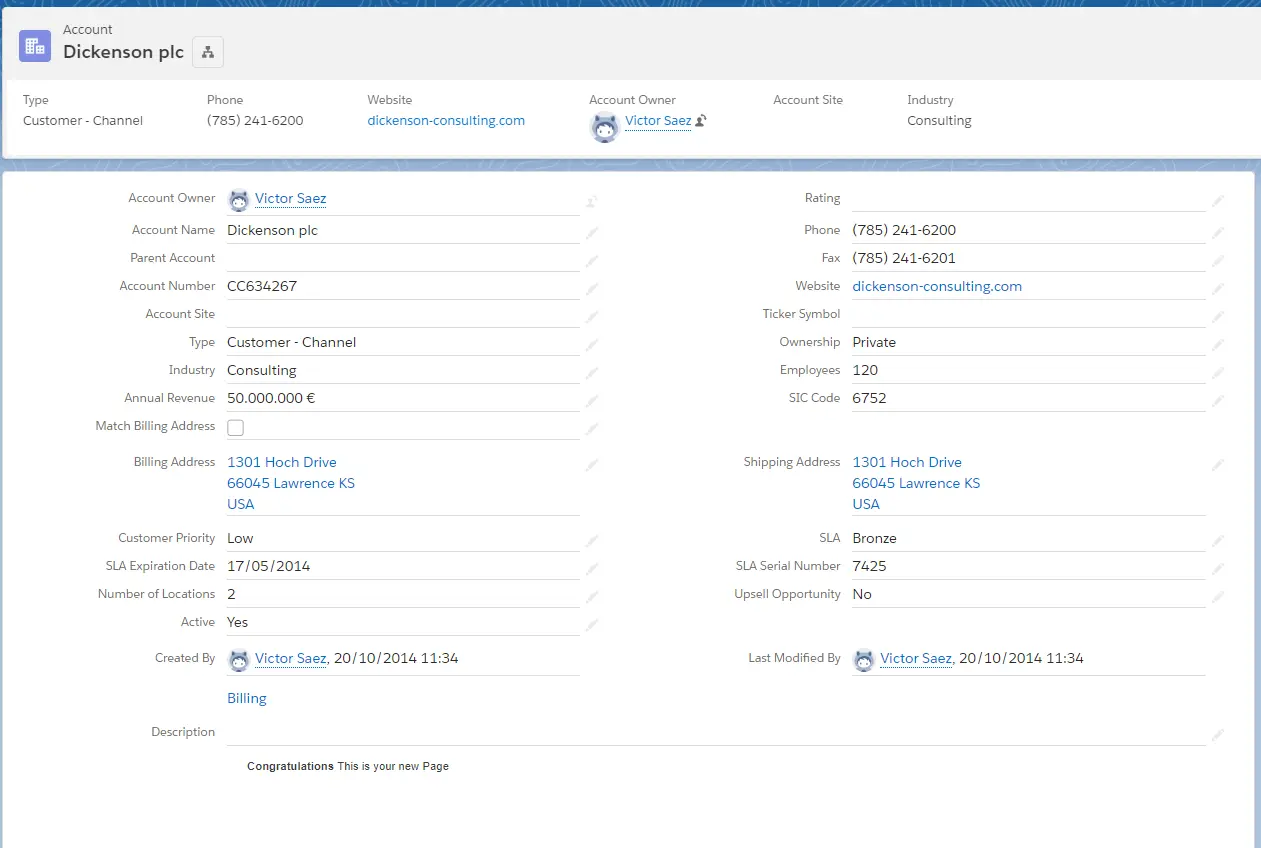 Account
Dickenson plc
Type Phone Website Account Owner Account Site Industry
Customer - Channel (785) 241-6200 dickenson-consulting.com Victor Saez Consulting
Account Owner Victor Saez Rating
Account Name Dickenson plc Phone (785) 241-6200
Parent Account Fax (785) 241-6201
Account Number CC634267 Website dickenson-consulting.com
Account Site Ticker Symbol
Type Customer - Channel Ownership Private
Industry Consulting Employees 120
Annual Revenue 50.000.000 € SIC Code 6752
Match Billing Address
Billing Address 1301 Hoch Drive Shipping Address 1301 Hoch Drive
66045 Lawrence KS 66045 Lawrence KS
USA USA
Customer Priority Low SLA Bronze
SLA Expiration Date 17/05/2014 SLA Serial Number 7425
Number of Locations 2 Upsell Opportunity No
Active Yes
Created By Victor Saez, 20/10/2014 11:34 Last Modified By Victor Saez, 20/10/2014 11:34
Billing
Description
Congratulations This is your new Page